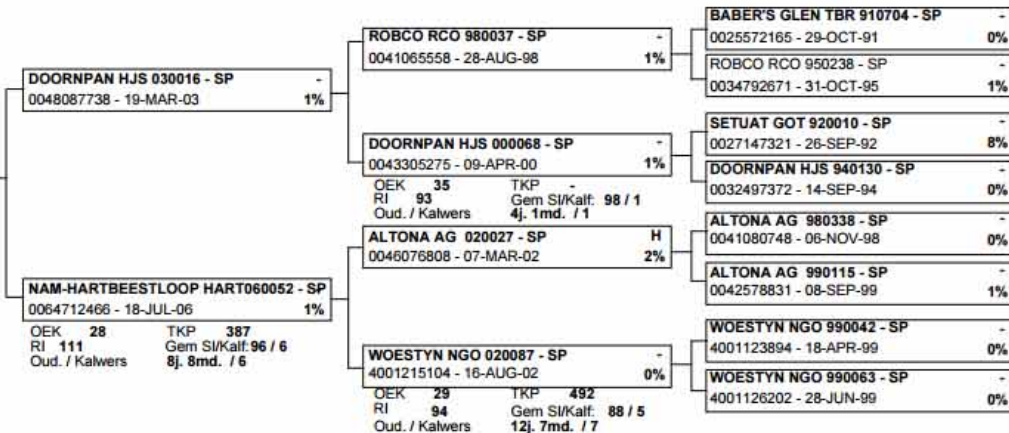 DOORNPAN HJS 030016 - SP -
0048087738 - 19-MAR-03 1%
NAM-HARTBEESTLOOP HART060052 - SP
0064712466 - 18-JUL-06 1%
OEK 28 TKP 387
RI 111 Gem SI/Kalf: 96 / 6
Oud. / Kalwers 8j. 8md. / 6
ROBCO RCO 980037 - SP -
0041065558 - 28-AUG-98 1%
DOORNPAN HJS 000068 - SP -
0043305275 - 09-APR-00 1%
OEK 35 TKP -
RI 93 Gem SI/Kalf: 98 / 1
Oud. / Kalwers 4j. 1md. / 1
ALTONA AG 020027 - SP H
0046076808 - 07-MAR-02 2%
WOESTYN NGO 020087 - SP -
4001215104 - 16-AUG-02 0%
OEK 29 TKP 492
RI 94 Gem SI/Kalf: 88 / 5
Oud. / Kalwers 12j. 7md. / 7
BABER'S GLEN TBR 910704 - SP -
0025572165 - 29-OCT-91 0%
ROBCO RCO 950238 - SP -
0034792671 - 31-OCT-95 1%
SETUAT GOT 920010 - SP -
0027147321 - 26-SEP-92 8%
DOORNPAN HJS 940130 - SP -
0032497372 - 14-SEP-94 0%
ALTONA AG 980338 - SP -
0041080748 - 06-NOV-98 0%
ALTONA AG 990115 - SP -
0042578831 - 08-SEP-99 1%
WOESTYN NGO 990042 - SP -
4001123894 - 18-APR-99 0%
WOESTYN NGO 990063 - SP -
4001126202 - 28-JUN-99 0%